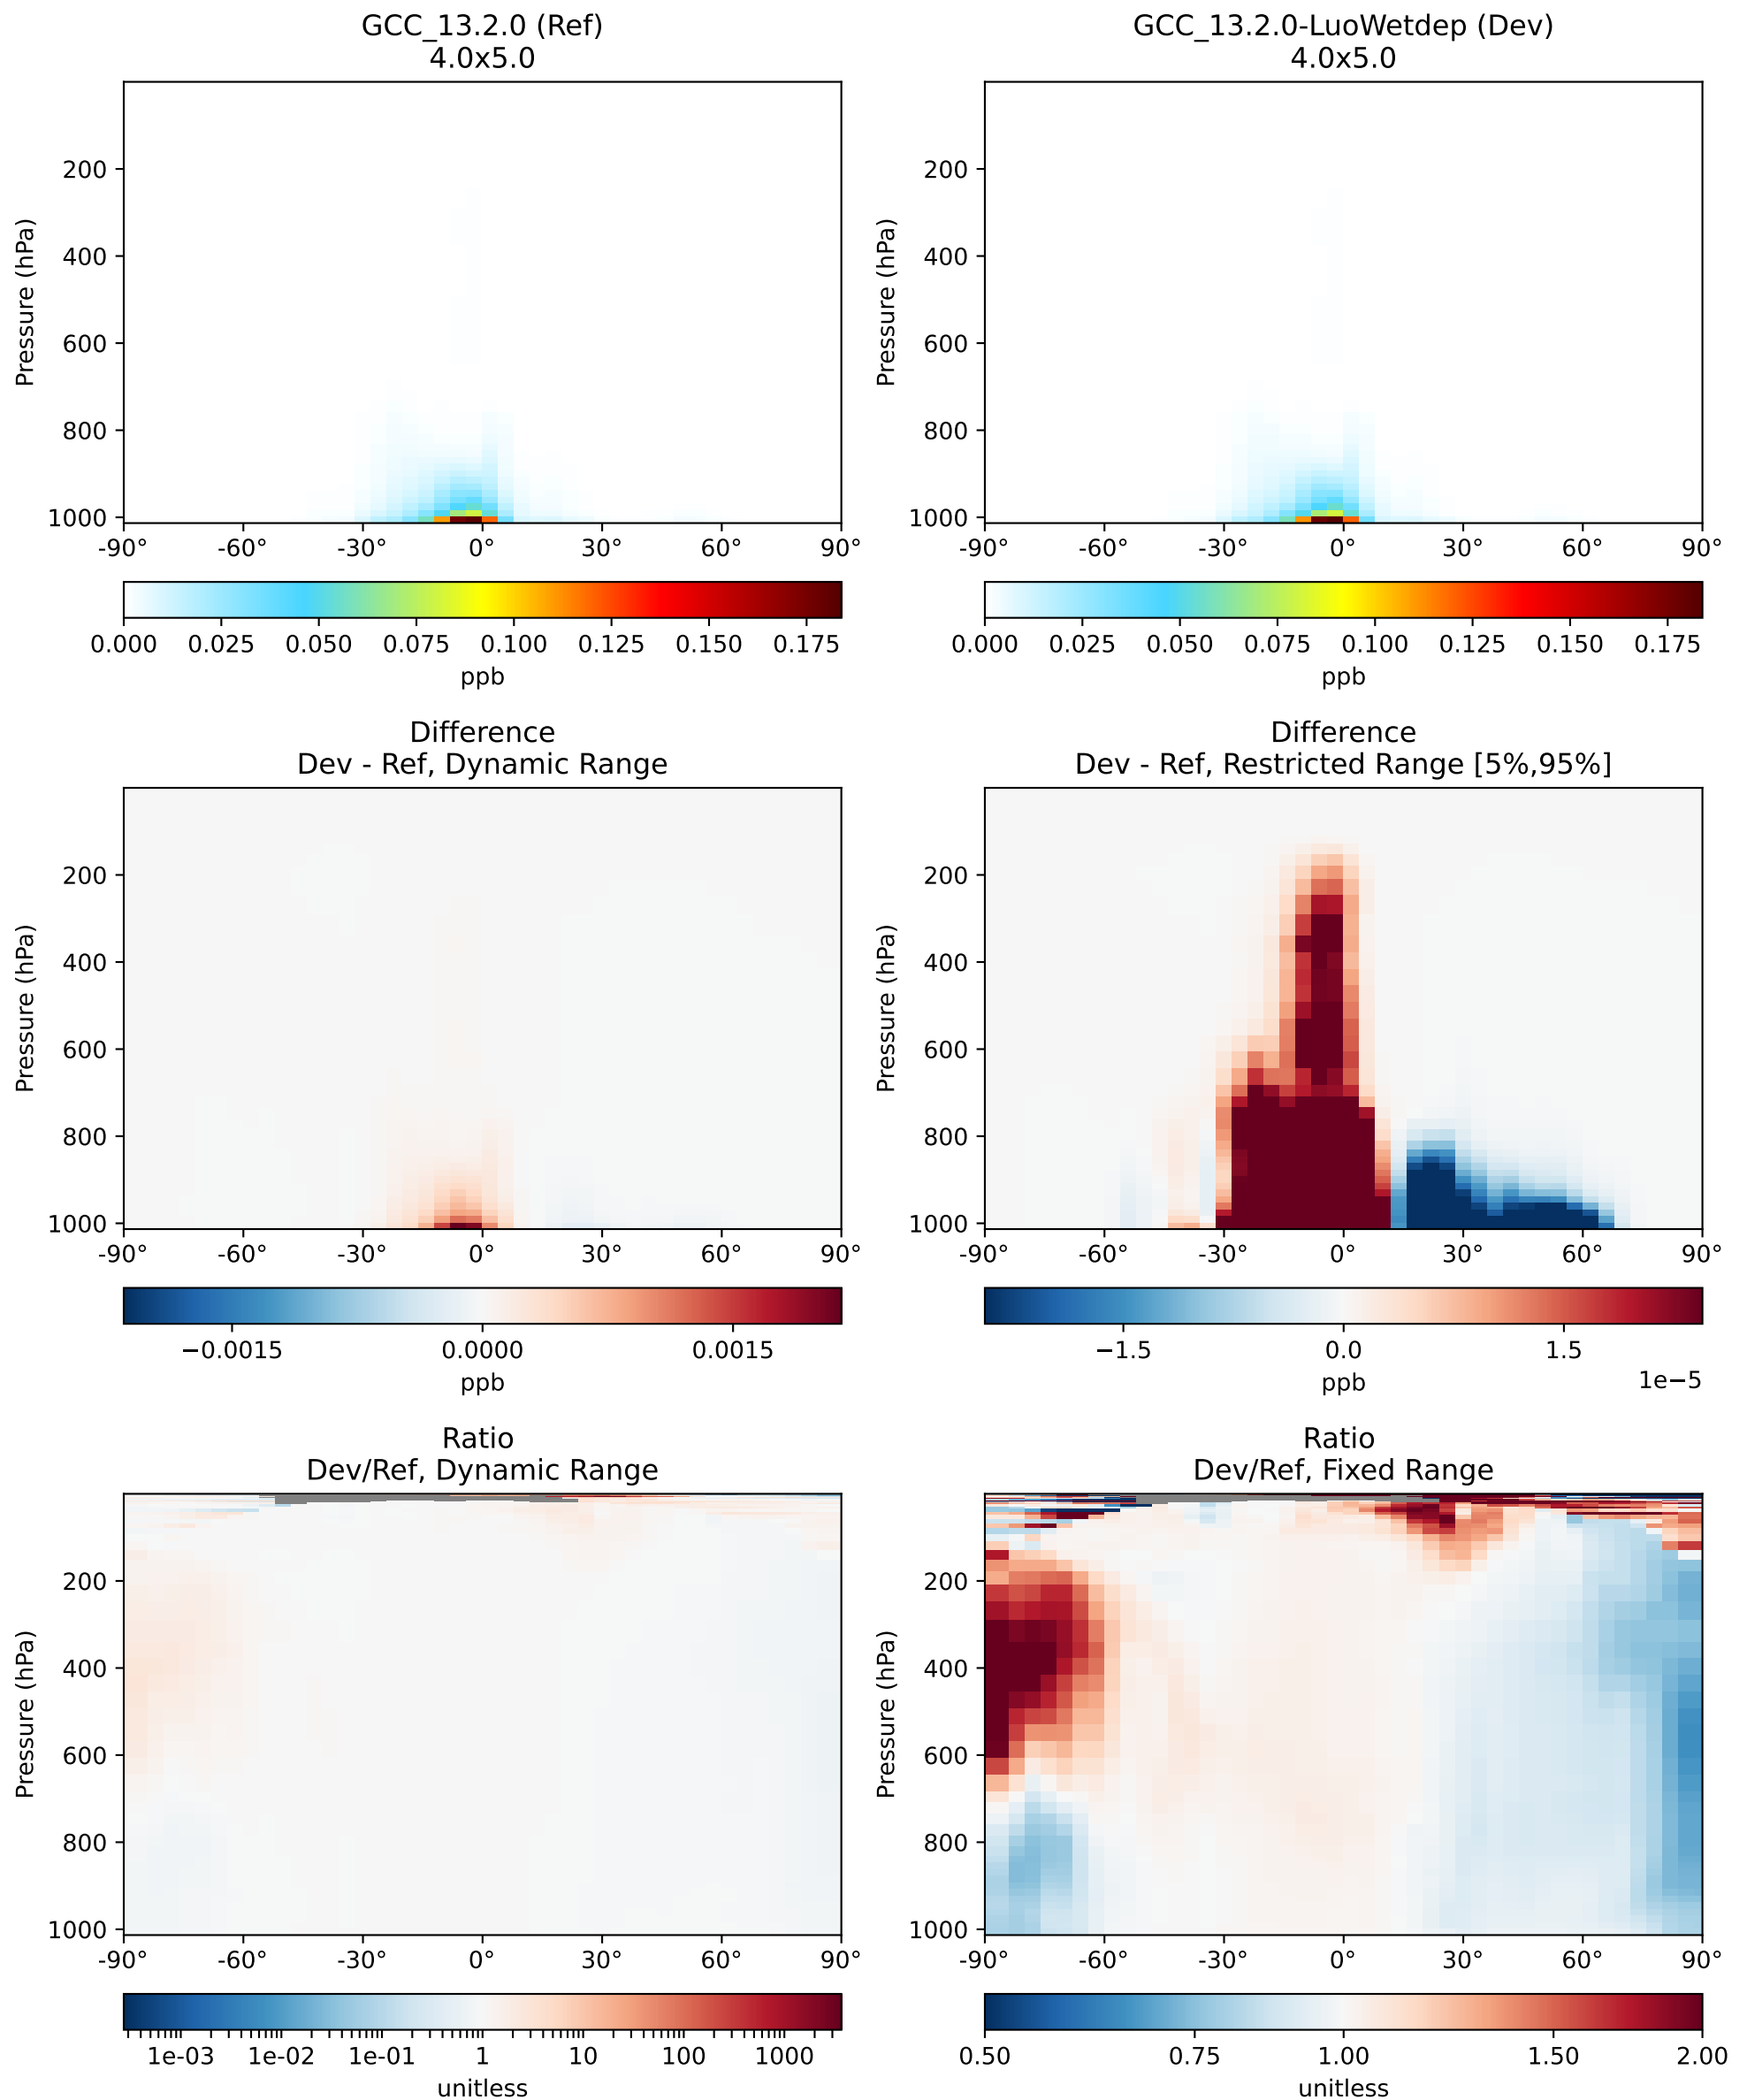 GCC_13.2.0 (Ref)
4.0x5.0
Pressure (hPa)
200
400
600
800
1000
-90° -60° -30° 0° 30° 60° 90°
0.000 0.025 0.050 0.075 0.100 0.125 0.150 0.175
ppb
GCC_13.2.0-LuoWetdep (Dev)
4.0x5.0
Pressure (hPa)
200
400
600
800
1000
-90° -60° -30° 0° 30° 60° 90°
0.000 0.025 0.050 0.075 0.100 0.125 0.150 0.175
ppb
Difference
Dev - Ref, Dynamic Range
Pressure (hPa)
200
400
600
800
1000
-90° -60° -30° 0° 30° 60° 90°
−0.0015 0.0000 0.0015
ppb
Difference
Dev - Ref, Restricted Range [5%,95%]
Pressure (hPa)
200
400
600
800
1000
-90° -60° -30° 0° 30° 60° 90°
−1.5 0.0 1.5
ppb
1e−5
Ratio
Dev/Ref, Dynamic Range
Pressure (hPa)
200
400
600
800
1000
-90° -60° -30° 0° 30° 60° 90°
1e-03 1e-02 1e-01 1 10 100 1000
unitless
Ratio
Dev/Ref, Fixed Range
Pressure (hPa)
200
400
600
800
1000
-90° -60° -30° 0° 30° 60° 90°
0.50 0.75 1.00 1.50 2.00
unitless